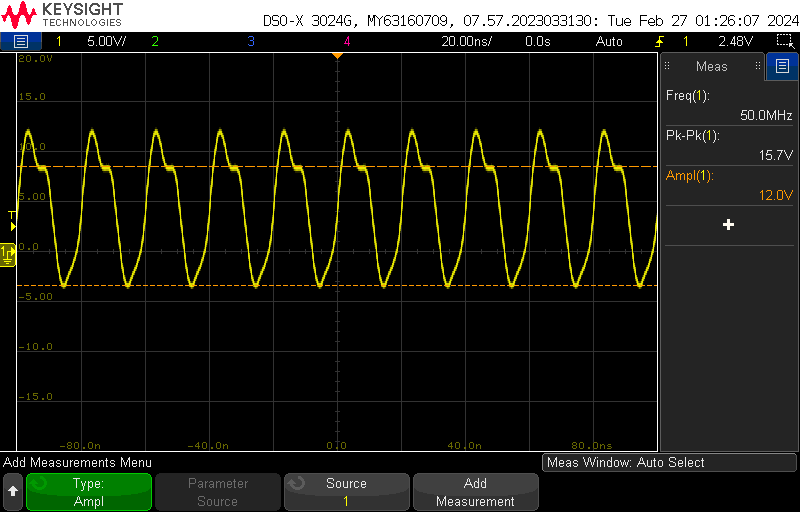 KEYSIGHT
TECHNOLOGIES
DSO-X 3024G, MY63160709, 07.57.2023033130: Tue Feb 27 01:26:07 2024
1 5.00V/ 2 3 4 20.00ns/ 0.0s Auto 1 2.48V
20.0V
15.0
10.0
5.00
0.0
-5.00
-10.0
-15.0
T
1
-80.0n -40.0n 0.0 40.0n 80.0ns
Meas
Freq(1):
50.0MHz
Pk-Pk(1):
15.7V
Ampl(1):
12.0V
+
Add Measurements Menu
Meas Window: Auto Select
Type:
Ampl
Parameter
Source
Source
1
Add
Measurement